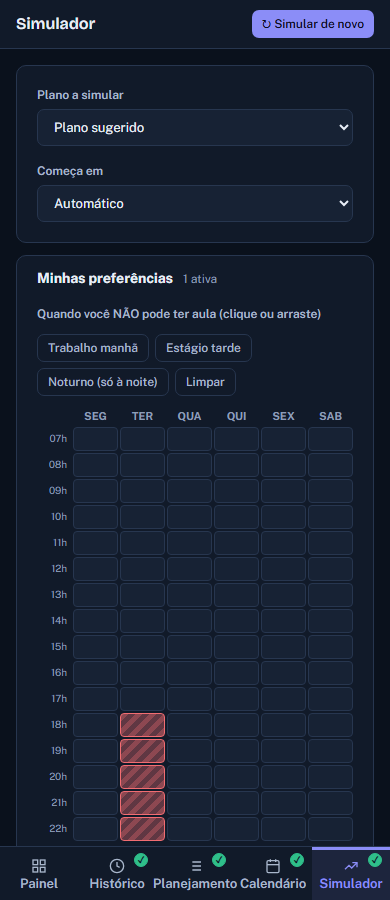 Simulador
↻ Simular de novo
Plano a simular
Plano sugerido
Começa em
Automático
Minhas preferências 1 ativa
Quando você NÃO pode ter aula (clique ou arraste)
Trabalho manhã Estágio tarde
Noturno (só à noite) Limpar
SEG TER QUA QUI SEX SAB
07h
08h
09h
10h
11h
12h
13h
14h
15h
16h
17h
18h
19h
20h
21h
22h
Painel Histórico Planejamento Calendário Simulador